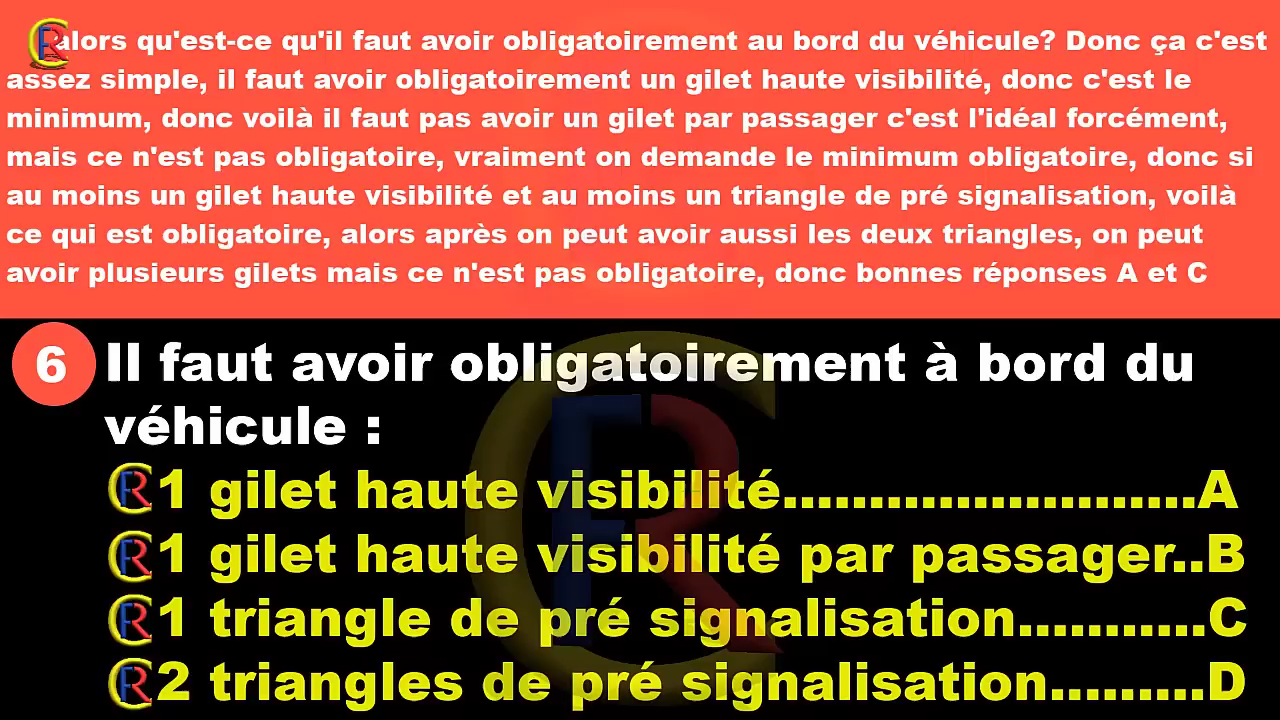 alors qu'est-ce qu'il faut avoir obligatoirement au bord du véhicule? Donc ça c'est
assez simple, il faut avoir obligatoirement un gilet haute visibilité, donc c'est le
minimum, donc voilà il faut pas avoir un gilet par passager c'est l'idéal forcément,
mais ce n'est pas obligatoire, vraiment on demande le minimum obligatoire, donc si
au moins un gilet haute visibilité et au moins un triangle de pré signalisation, voilà
ce qui est obligatoire, alors après on peut avoir aussi les deux triangles, on peut
avoir plusieurs gilets mais ce n'est pas obligatoire, donc bonnes réponses A et C
6 Il faut avoir obligatoirement à bord du
véhicule :
1 gilet haute visibilité........................A
1 gilet haute visibilité par passager..B
1 triangle de pré signalisation...........C
2 triangles de pré signalisation.........D